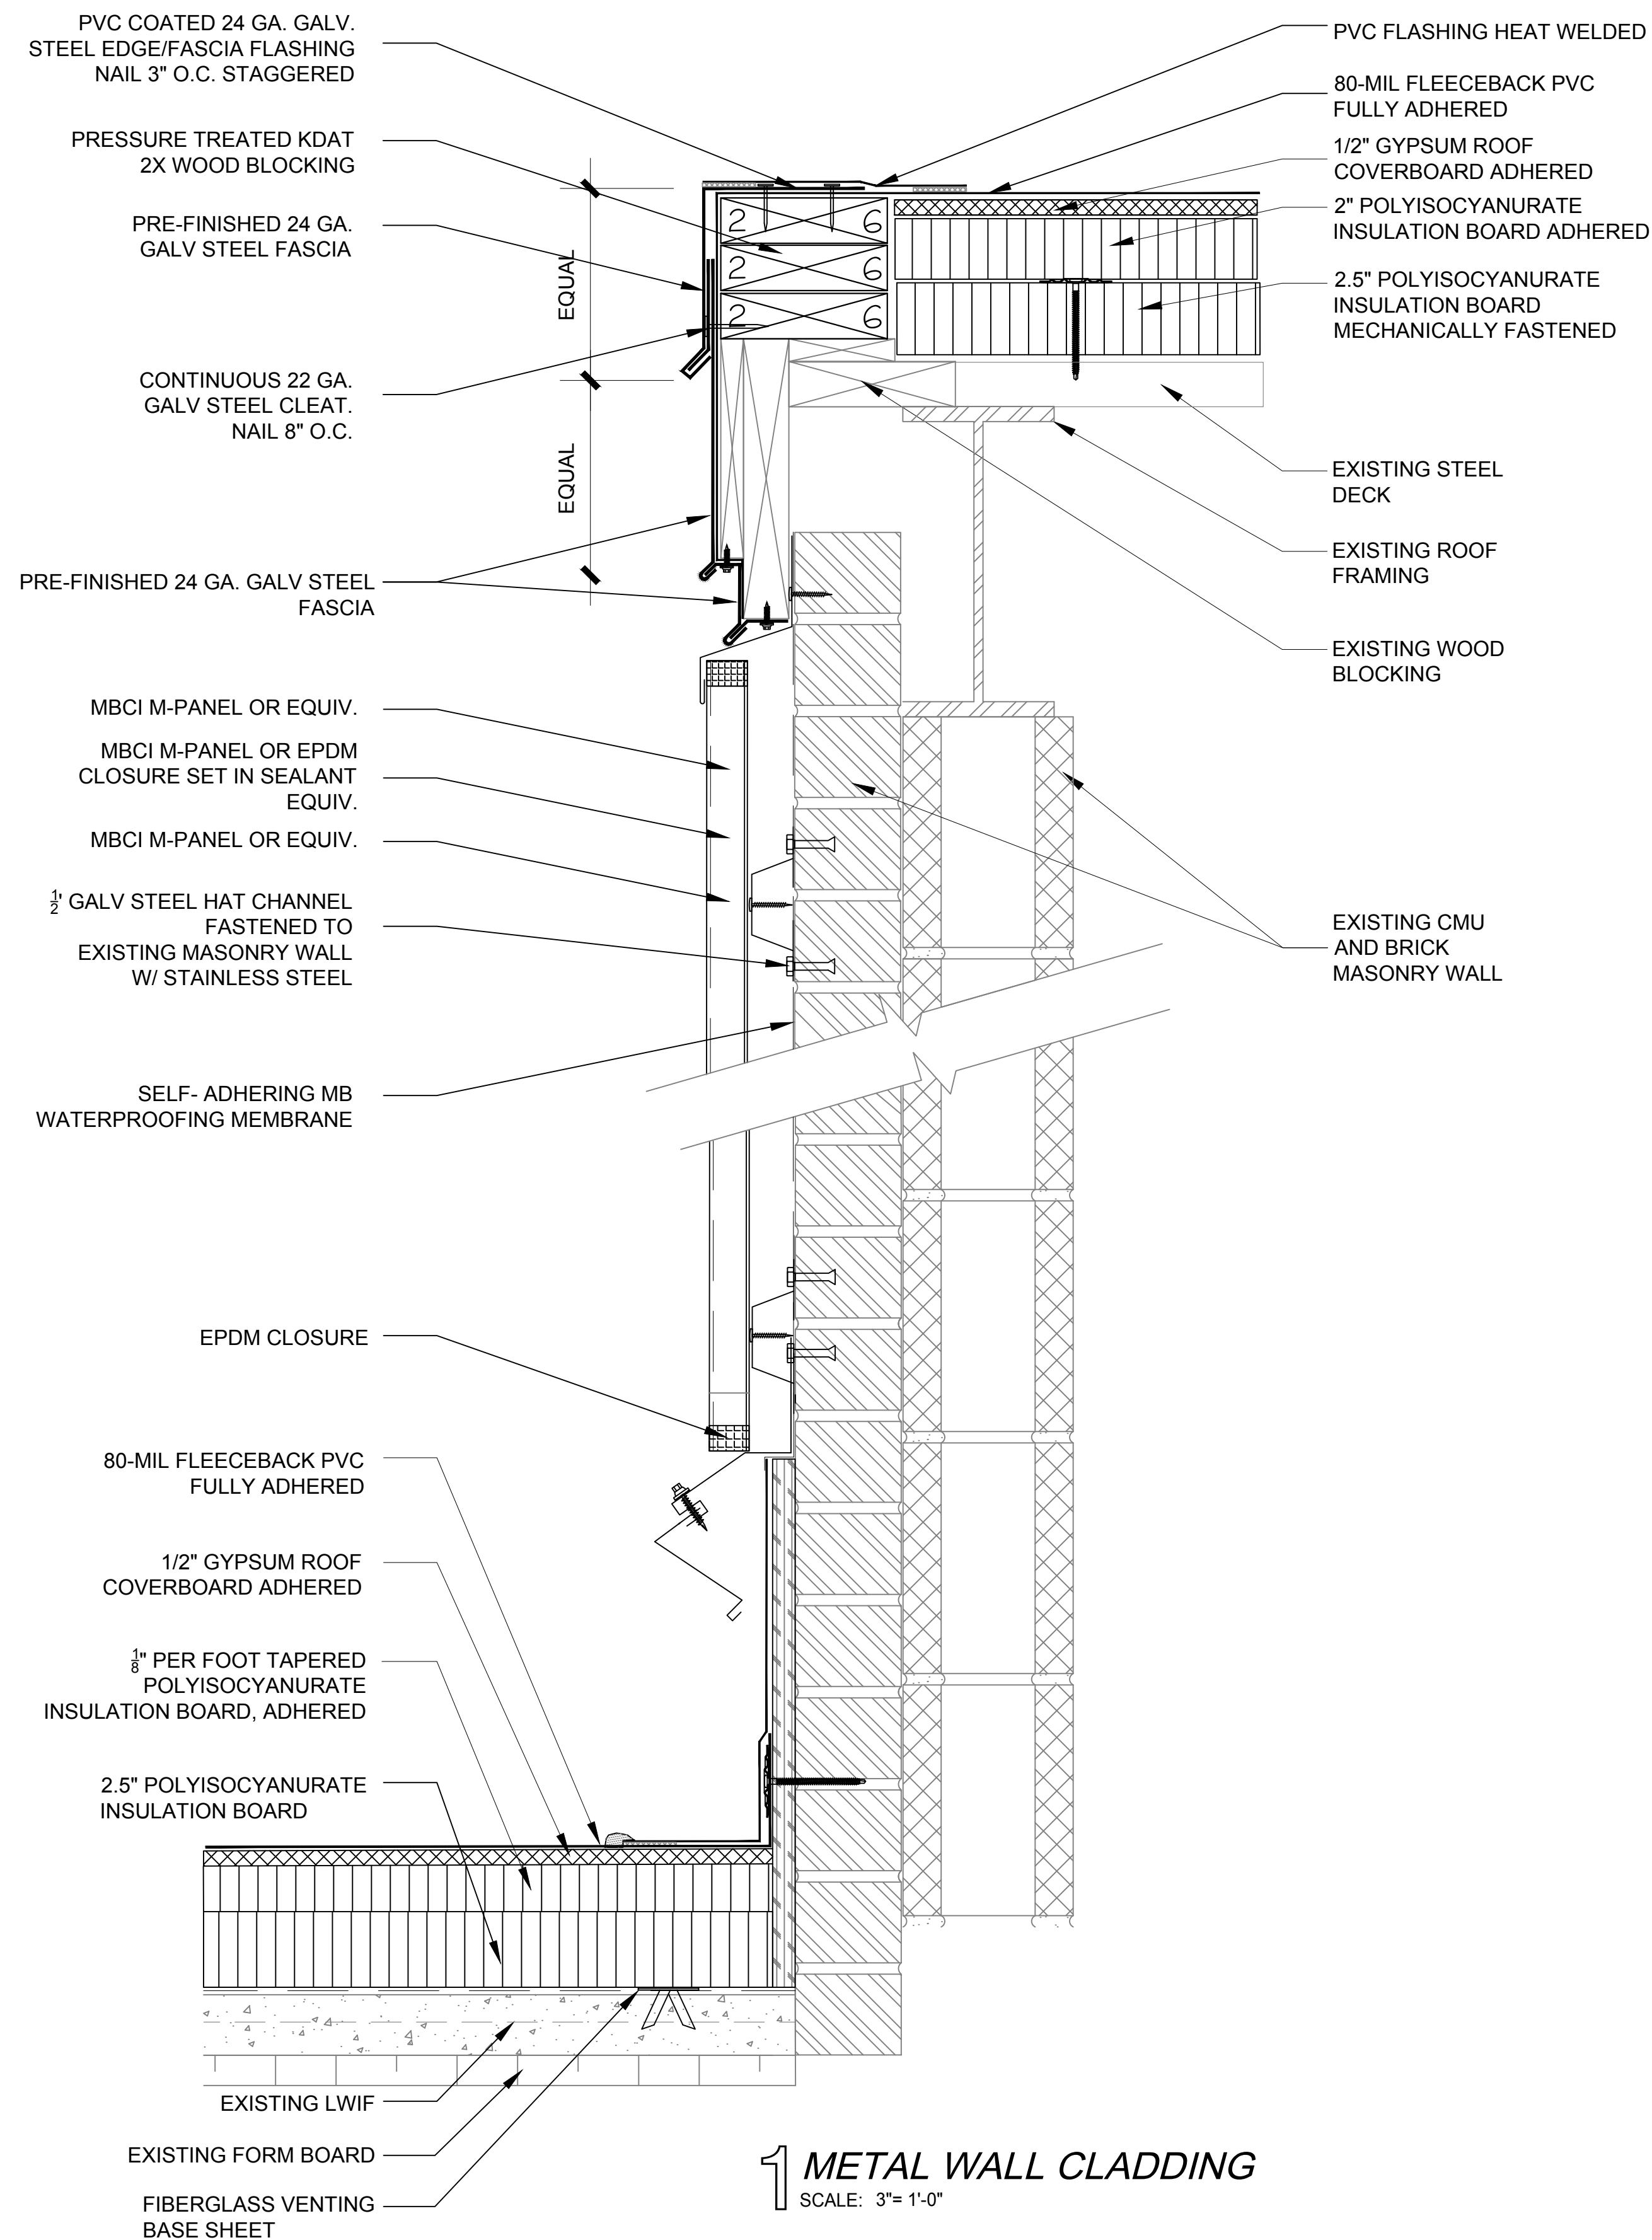 PVC COATED 24 GA. GALV.
STEEL EDGE/FASCIA FLASHING
NAIL 3" O.C. STAGGERED
PRESSURE TREATED KDAT
2X WOOD BLOCKING
PRE-FINISHED 24 GA.
GALV STEEL FASCIA
CONTINUOUS 22 GA.
GALV STEEL CLEAT.
NAIL 8" O.C.
PRE-FINISHED 24 GA. GALV STEEL
FASCIA
MBCI M-PANEL OR EQUIV.
MBCI M-PANEL OR EPDM
CLOSURE SET IN SEALANT
EQUIV.
MBCI M-PANEL OR EQUIV.
½' GALV STEEL HAT CHANNEL
FASTENED TO
EXISTING MASONRY WALL
W/ STAINLESS STEEL
SELF- ADHERING MB
WATERPROOFING MEMBRANE
EPDM CLOSURE
80-MIL FLEECEBACK PVC
FULLY ADHERED
1/2" GYPSUM ROOF
COVERBOARD ADHERED
⅛" PER FOOT TAPERED
POLYISOCYANURATE
INSULATION BOARD, ADHERED
2.5" POLYISOCYANURATE
INSULATION BOARD
EXISTING LWIF
EXISTING FORM BOARD
FIBERGLASS VENTING
BASE SHEET
EQUAL
EQUAL
2 6
2 6
2 6
PVC FLASHING HEAT WELDED
80-MIL FLEECEBACK PVC
FULLY ADHERED
1/2" GYPSUM ROOF
COVERBOARD ADHERED
2" POLYISOCYANURATE
INSULATION BOARD ADHERED
2.5" POLYISOCYANURATE
INSULATION BOARD
MECHANICALLY FASTENED
EXISTING STEEL
DECK
EXISTING ROOF
FRAMING
EXISTING WOOD
BLOCKING
EXISTING CMU
AND BRICK
MASONRY WALL
1 METAL WALL CLADDING
SCALE: 3"= 1'-0"